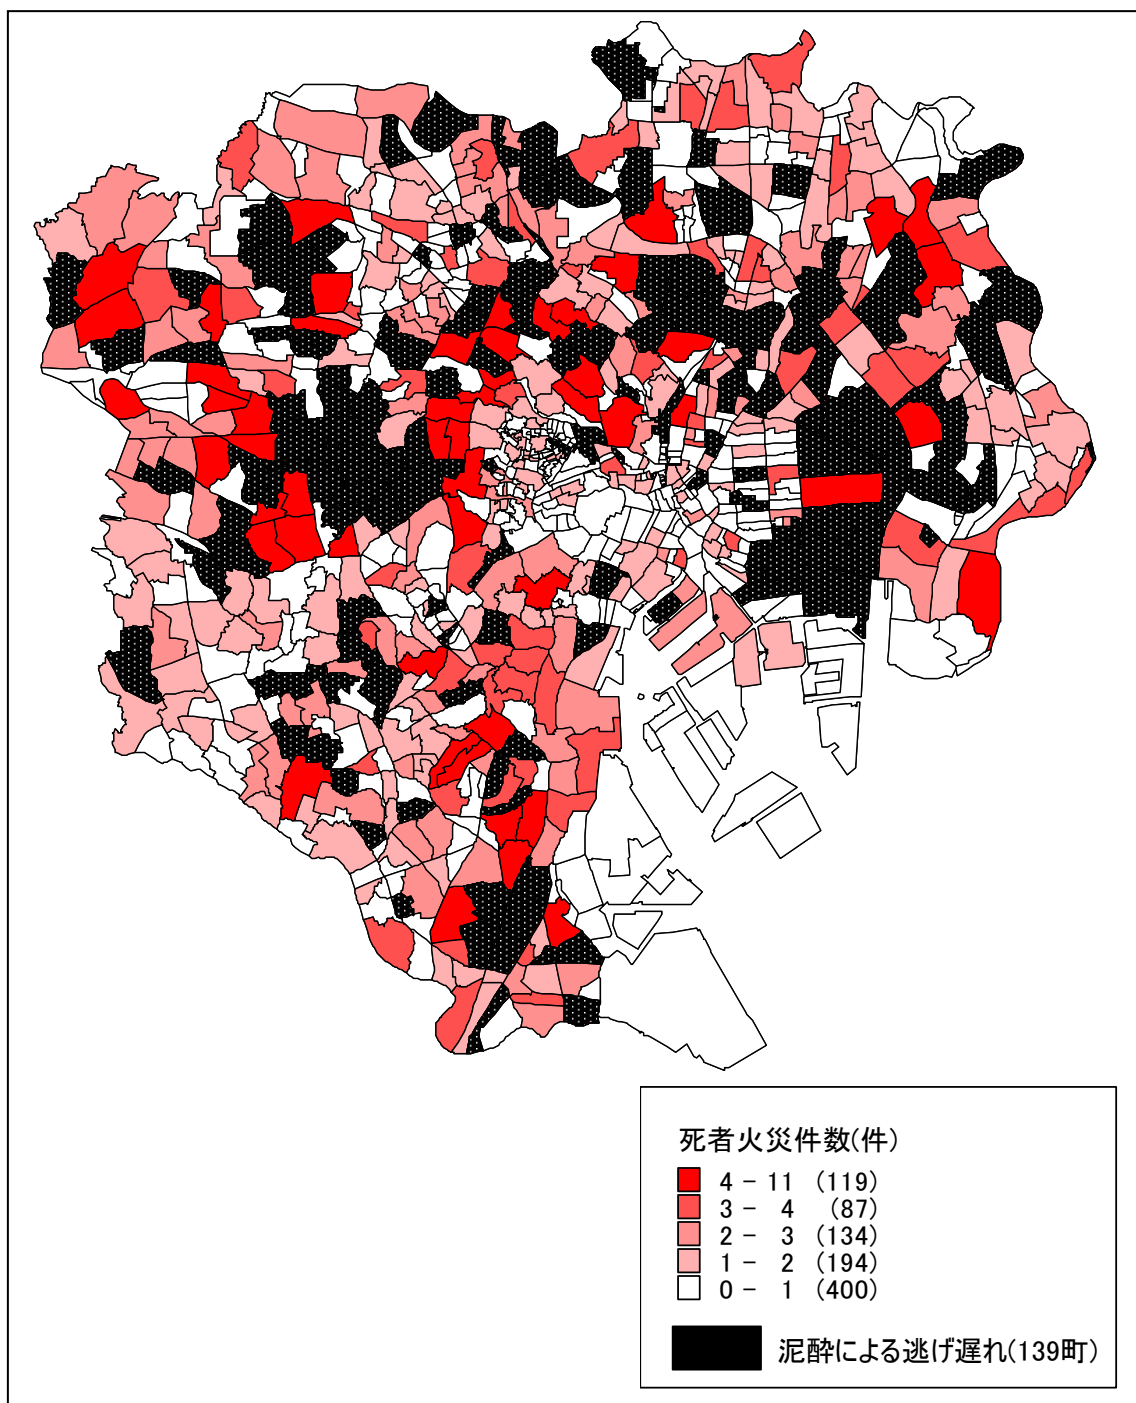 死者火災件数(件)
4 - 11 (119)
3 - 4 (87)
2 - 3 (134)
1 - 2 (194)
0 - 1 (400)
泥酔による逃げ遅れ(139町)